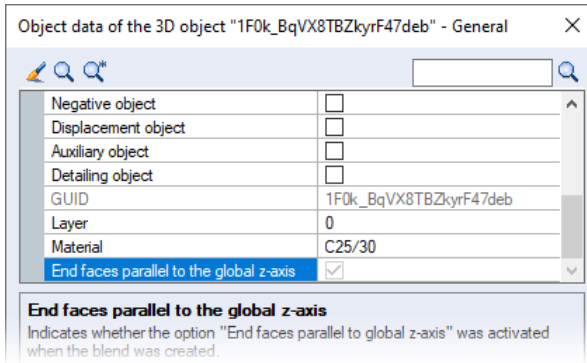 Object data of the 3D object "1F0k_BqVX8TBZkyrF47deb" - General
Negative object
Displacement object
Auxiliary object
Detailing object
GUID 1F0k_BqVX8TBZkyrF47deb
Layer 0
Material C25/30
End faces parallel to the global z-axis
End faces parallel to the global z-axis
Indicates whether the option "End faces parallel to global z-axis" was activated
when the blend was created.